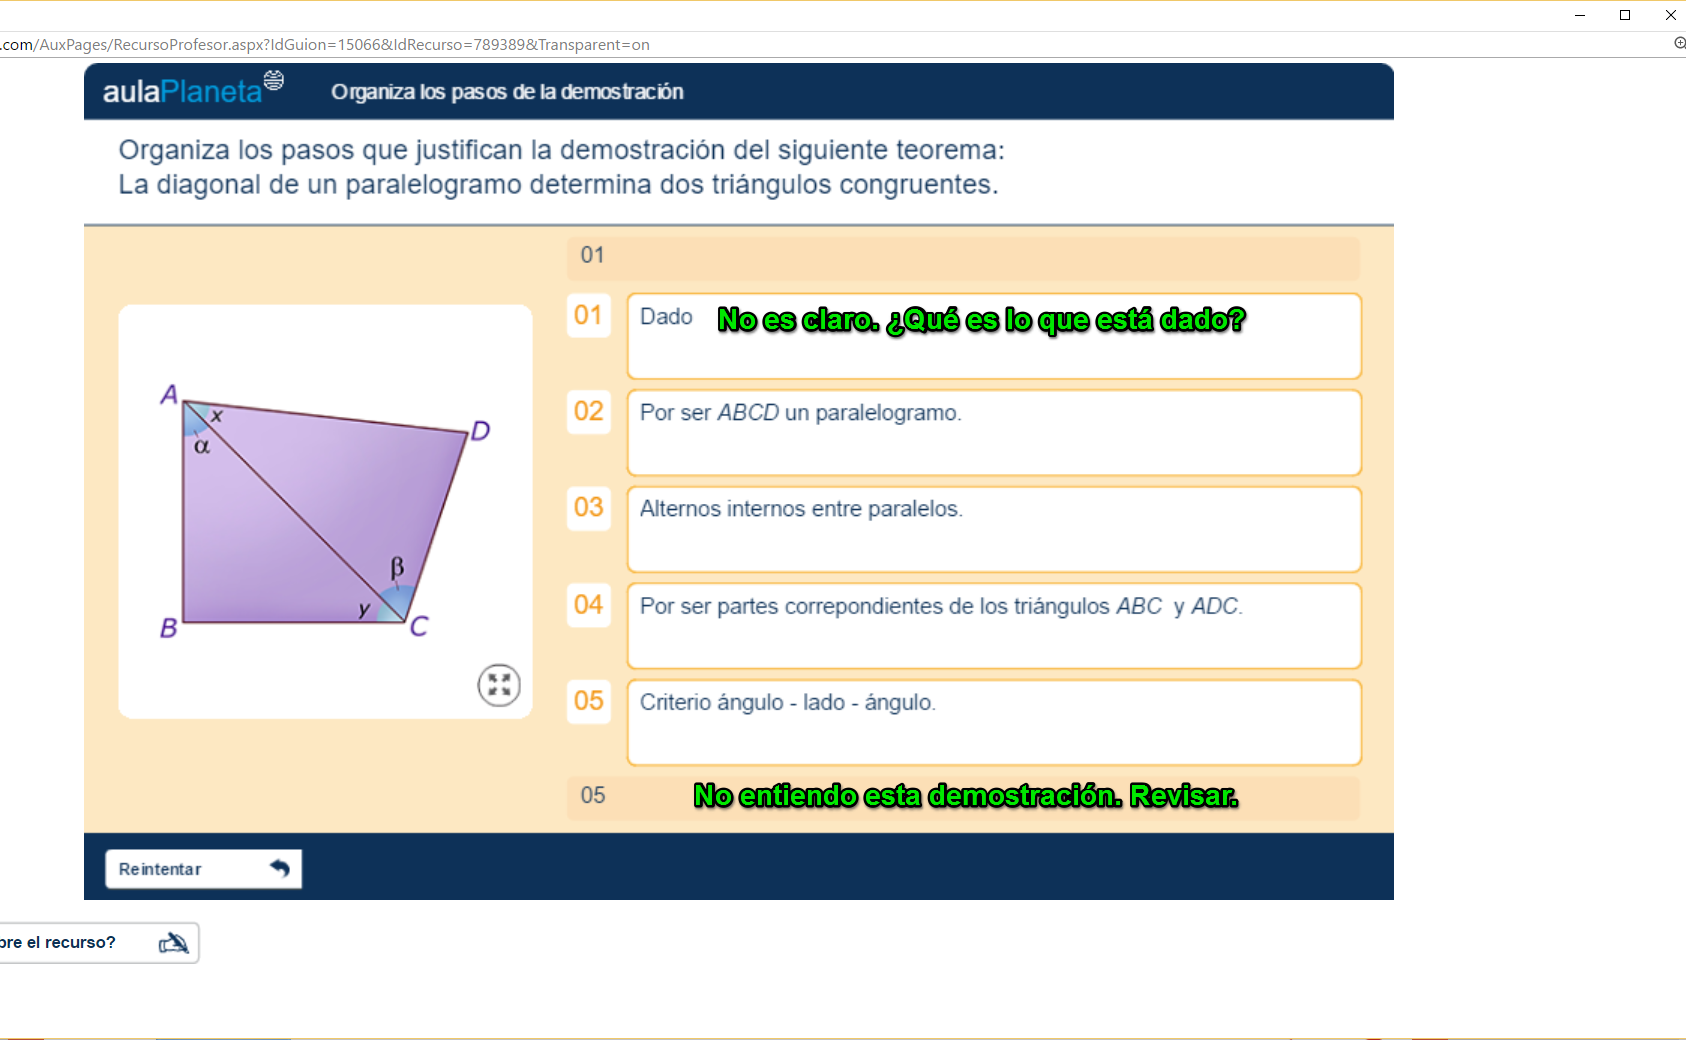 .com/AuxPages/RecursoProfesor.aspx?IdGuion=15066&IdRecurso=789389&Transparent=on
aulaPlaneta Organiza los pasos de la demostración
Organiza los pasos que justifican la demostración del siguiente teorema:
La diagonal de un paralelogramo determina dos triángulos congruentes.
01
01 Dado No es claro. ¿Qué es lo que está dado?
02 Por ser ABCD un paralelogramo.
03 Alternos internos entre paralelos.
04 Por ser partes correpondientes de los triángulos ABC y ADC.
05 Criterio ángulo - lado - ángulo.
05 No entiendo esta demostración. Revisar.
A
x
D
α
β
y
B
C
Reintentar
bre el recurso?